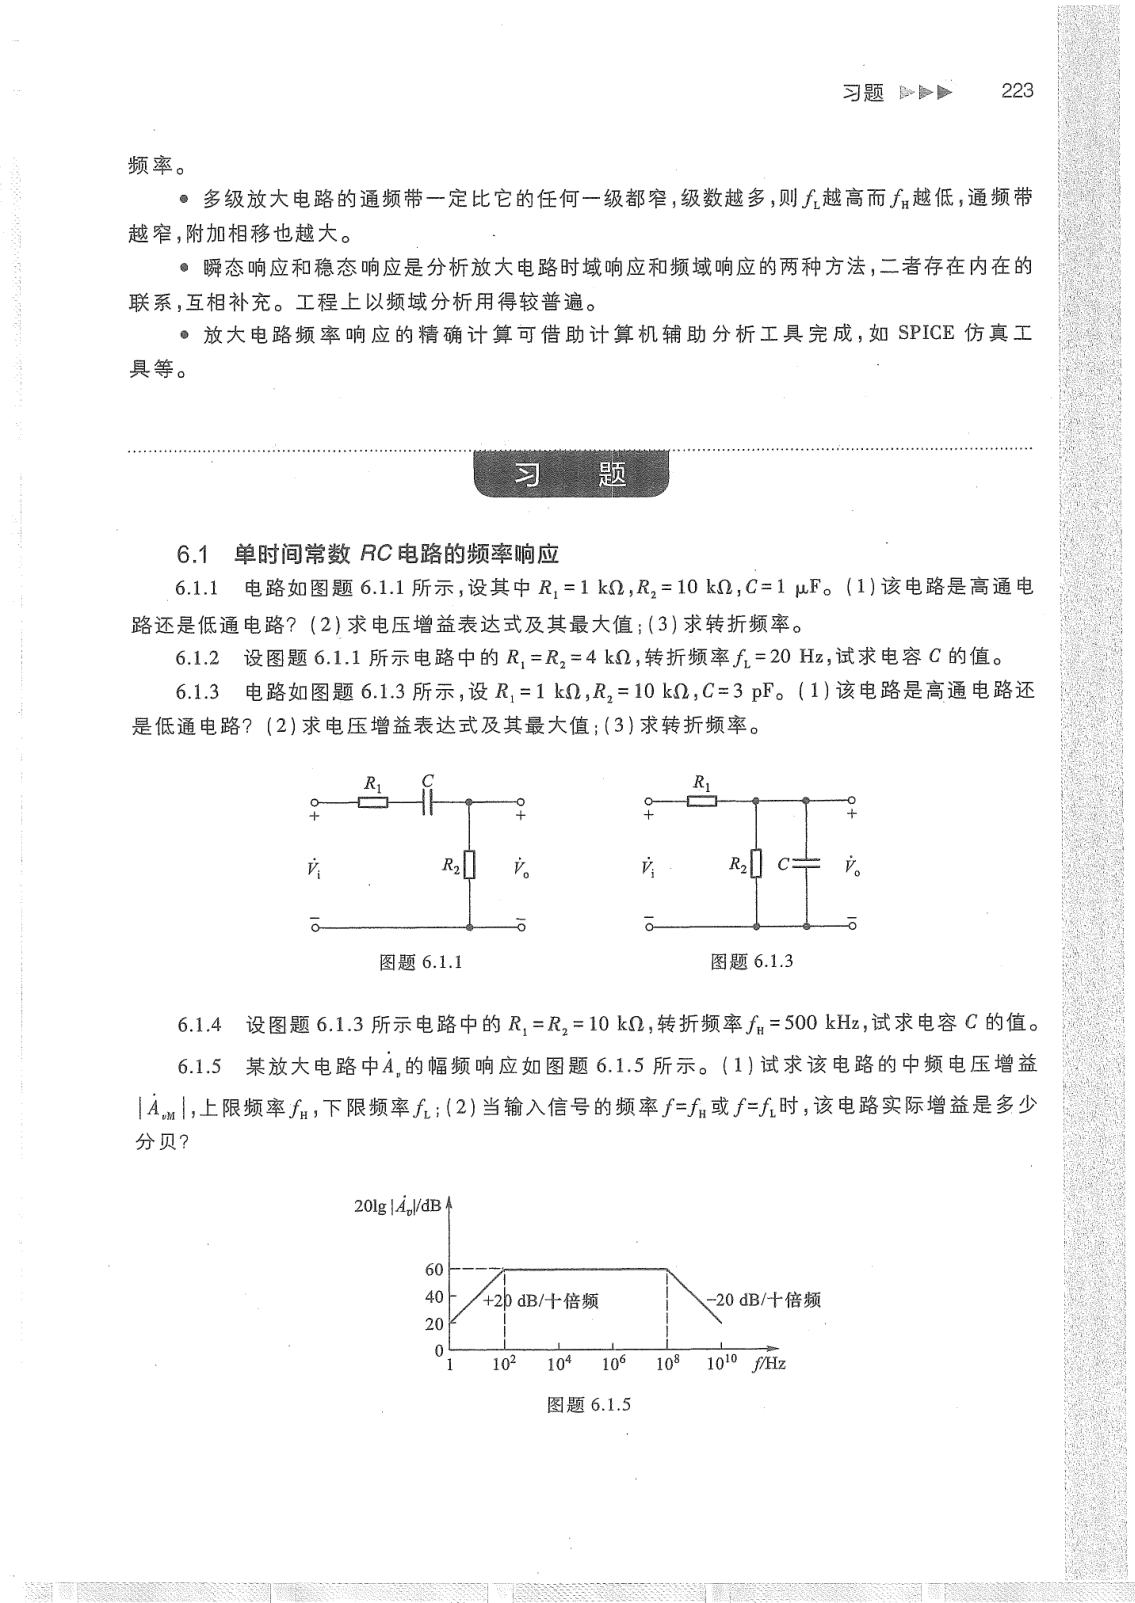 习题 223
频率。
● 多级放大电路的通频带一定比它的任何一级都窄,级数越多,则 fL越高而 fH越低,通频带
越窄,附加相移也越大。
● 瞬态响应和稳态响应是分析放大电路时域响应和频域响应的两种方法,二者存在内在的
联系,互相补充。工程上以频域分析用得较普遍。
● 放大电路频率响应的精确计算可借助计算机辅助分析工具完成,如 SPICE 仿真工
具等。
习 题
6.1 单时间常数 RC 电路的频率响应
6.1.1 电路如图题 6.1.1 所示,设其中 R1=1 kΩ,R2=10 kΩ,C=1 μF。(1)该电路是高通电
路还是低通电路?(2)求电压增益表达式及其最大值;(3)求转折频率。
6.1.2 设图题 6.1.1 所示电路中的 R1=R2=4 kΩ,转折频率 fL=20 Hz,试求电容 C 的值。
6.1.3 电路如图题 6.1.3 所示,设 R1=1 kΩ,R2=10 kΩ,C=3 pF。(1)该电路是高通电路还
是低通电路?(2)求电压增益表达式及其最大值;(3)求转折频率。
R1 C
+ +
V̇i R2 V̇o
− −
图题 6.1.1
R1
+ +
V̇i R2 C V̇o
− −
图题 6.1.3
6.1.4 设图题 6.1.3 所示电路中的 R1=R2=10 kΩ,转折频率 fH=500 kHz,试求电容 C 的值。
6.1.5 某放大电路中Ȧv的幅频响应如图题 6.1.5 所示。(1)试求该电路的中频电压增益
|ȦvM|,上限频率 fH,下限频率 fL;(2)当输入信号的频率 f=fH或 f=fL时,该电路实际增益是多少
分贝?
20lg|Ȧv|/dB
60
40
20
0
+20 dB/十倍频
−20 dB/十倍频
1 10² 10⁴ 10⁶ 10⁸ 10¹⁰ f/Hz
图题 6.1.5